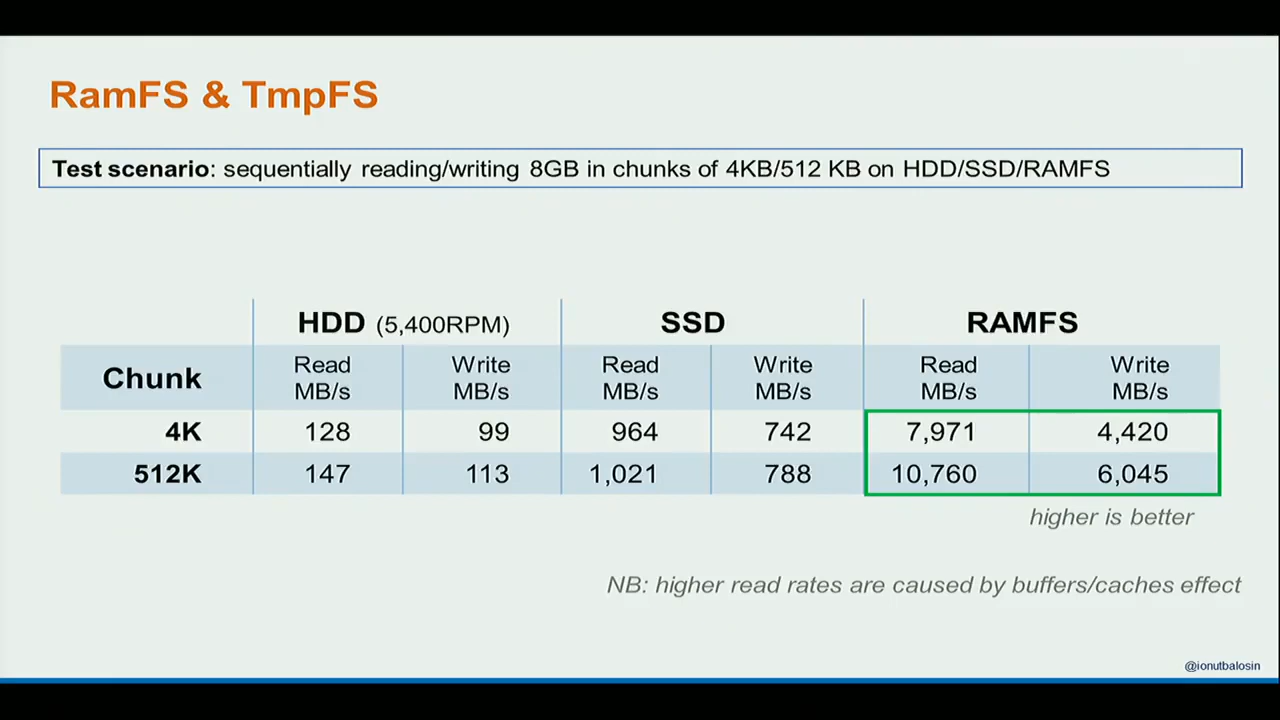 RamFS & TmpFS
Test scenario: sequentially reading/writing 8GB in chunks of 4KB/512 KB on HDD/SSD/RAMFS
HDD (5,400RPM) SSD RAMFS
Chunk Read MB/s Write MB/s Read MB/s Write MB/s Read MB/s Write MB/s
4K 128 99 964 742 7,971 4,420
512K 147 113 1,021 788 10,760 6,045
higher is better
NB: higher read rates are caused by buffers/caches effect
@ionutbalosin